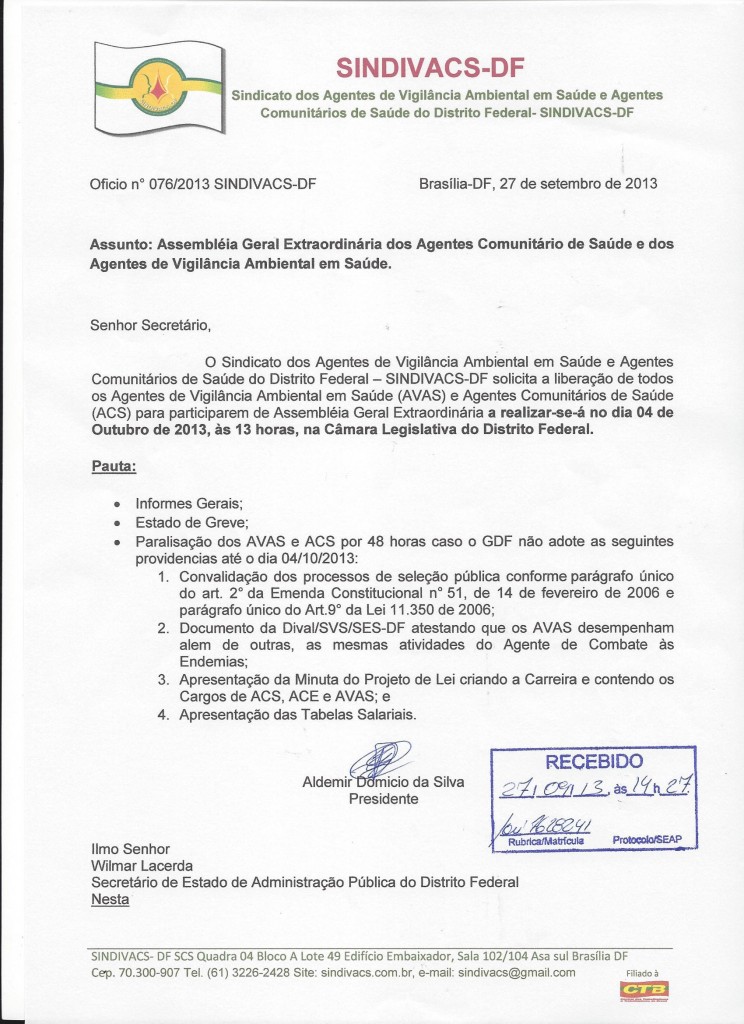 SINDIVACS-DF
Sindicato dos Agentes de Vigilância Ambiental em Saúde e Agentes
Comunitários de Saúde do Distrito Federal- SINDIVACS-DF
Oficio n° 076/2013 SINDIVACS-DF Brasília-DF, 27 de setembro de 2013
Assunto: Assembléia Geral Extraordinária dos Agentes Comunitário de Saúde e dos
Agentes de Vigilância Ambiental em Saúde.
Senhor Secretário,
O Sindicato dos Agentes de Vigilância Ambiental em Saúde e Agentes
Comunitários de Saúde do Distrito Federal – SINDIVACS-DF solicita a liberação de todos
os Agentes de Vigilância Ambiental em Saúde (AVAS) e Agentes Comunitários de Saúde
(ACS) para participarem de Assembléia Geral Extraordinária a realizar-se-á no dia 04 de
Outubro de 2013, às 13 horas, na Câmara Legislativa do Distrito Federal.
Pauta:
• Informes Gerais;
• Estado de Greve;
• Paralisação dos AVAS e ACS por 48 horas caso o GDF não adote as seguintes
providencias até o dia 04/10/2013:
1. Convalidação dos processos de seleção pública conforme parágrafo único
do art. 2° da Emenda Constitucional n° 51, de 14 de fevereiro de 2006 e
parágrafo único do Art.9° da Lei 11.350 de 2006;
2. Documento da Dival/SVS/SES-DF atestando que os AVAS desempenham
alem de outras, as mesmas atividades do Agente de Combate às
Endemias;
3. Apresentação da Minuta do Projeto de Lei criando a Carreira e contendo os
Cargos de ACS, ACE e AVAS; e
4. Apresentação das Tabelas Salariais.
Aldemir Domicio da Silva
Presidente
RECEBIDO
27/09/13, às 14h 27
1628241
Rubrica/Matrícula Protocolo/SEAP
Ilmo Senhor
Wilmar Lacerda
Secretário de Estado de Administração Pública do Distrito Federal
Nesta
SINDIVACS- DF SCS Quadra 04 Bloco A Lote 49 Edifício Embaixador, Sala 102/104 Asa sul Brasília DF
Cep. 70.300-907 Tel. (61) 3226-2428 Site: sindivacs.com.br, e-mail: sindivacs@gmail.com
Filiado à
CTB